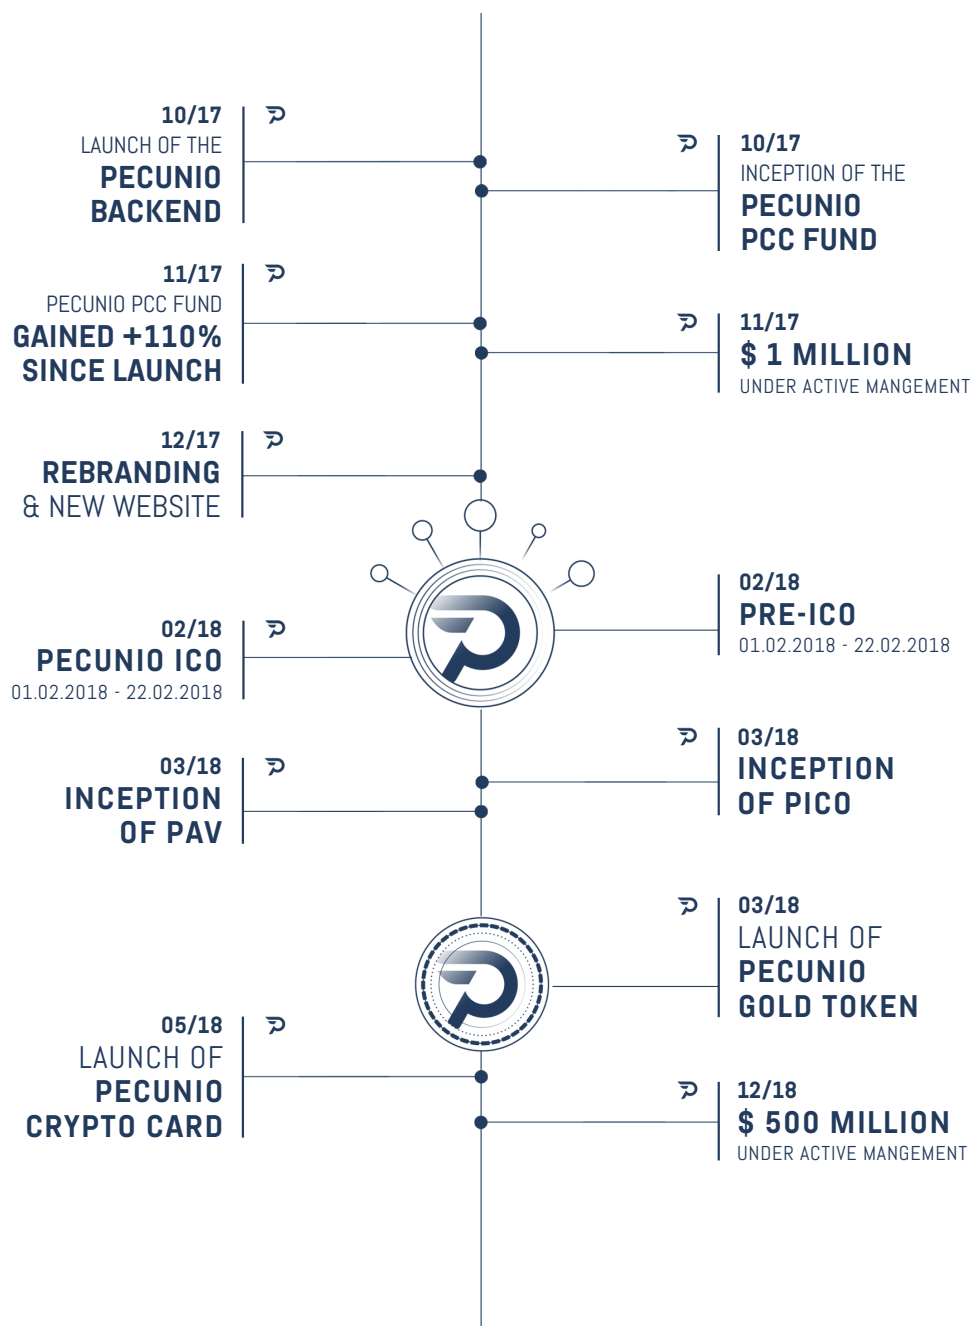 10/17
LAUNCH OF THE
PECUNIO
BACKEND
10/17
INCEPTION OF THE
PECUNIO
PCC FUND
11/17
PECUNIO PCC FUND
GAINED +110%
SINCE LAUNCH
11/17
$ 1 MILLION
UNDER ACTIVE MANGEMENT
12/17
REBRANDING
& NEW WEBSITE
02/18
PRE-ICO
01.02.2018 - 22.02.2018
02/18
PECUNIO ICO
01.02.2018 - 22.02.2018
03/18
INCEPTION
OF PICO
03/18
INCEPTION
OF PAV
03/18
LAUNCH OF
PECUNIO
GOLD TOKEN
05/18
LAUNCH OF
PECUNIO
CRYPTO CARD
12/18
$ 500 MILLION
UNDER ACTIVE MANGEMENT